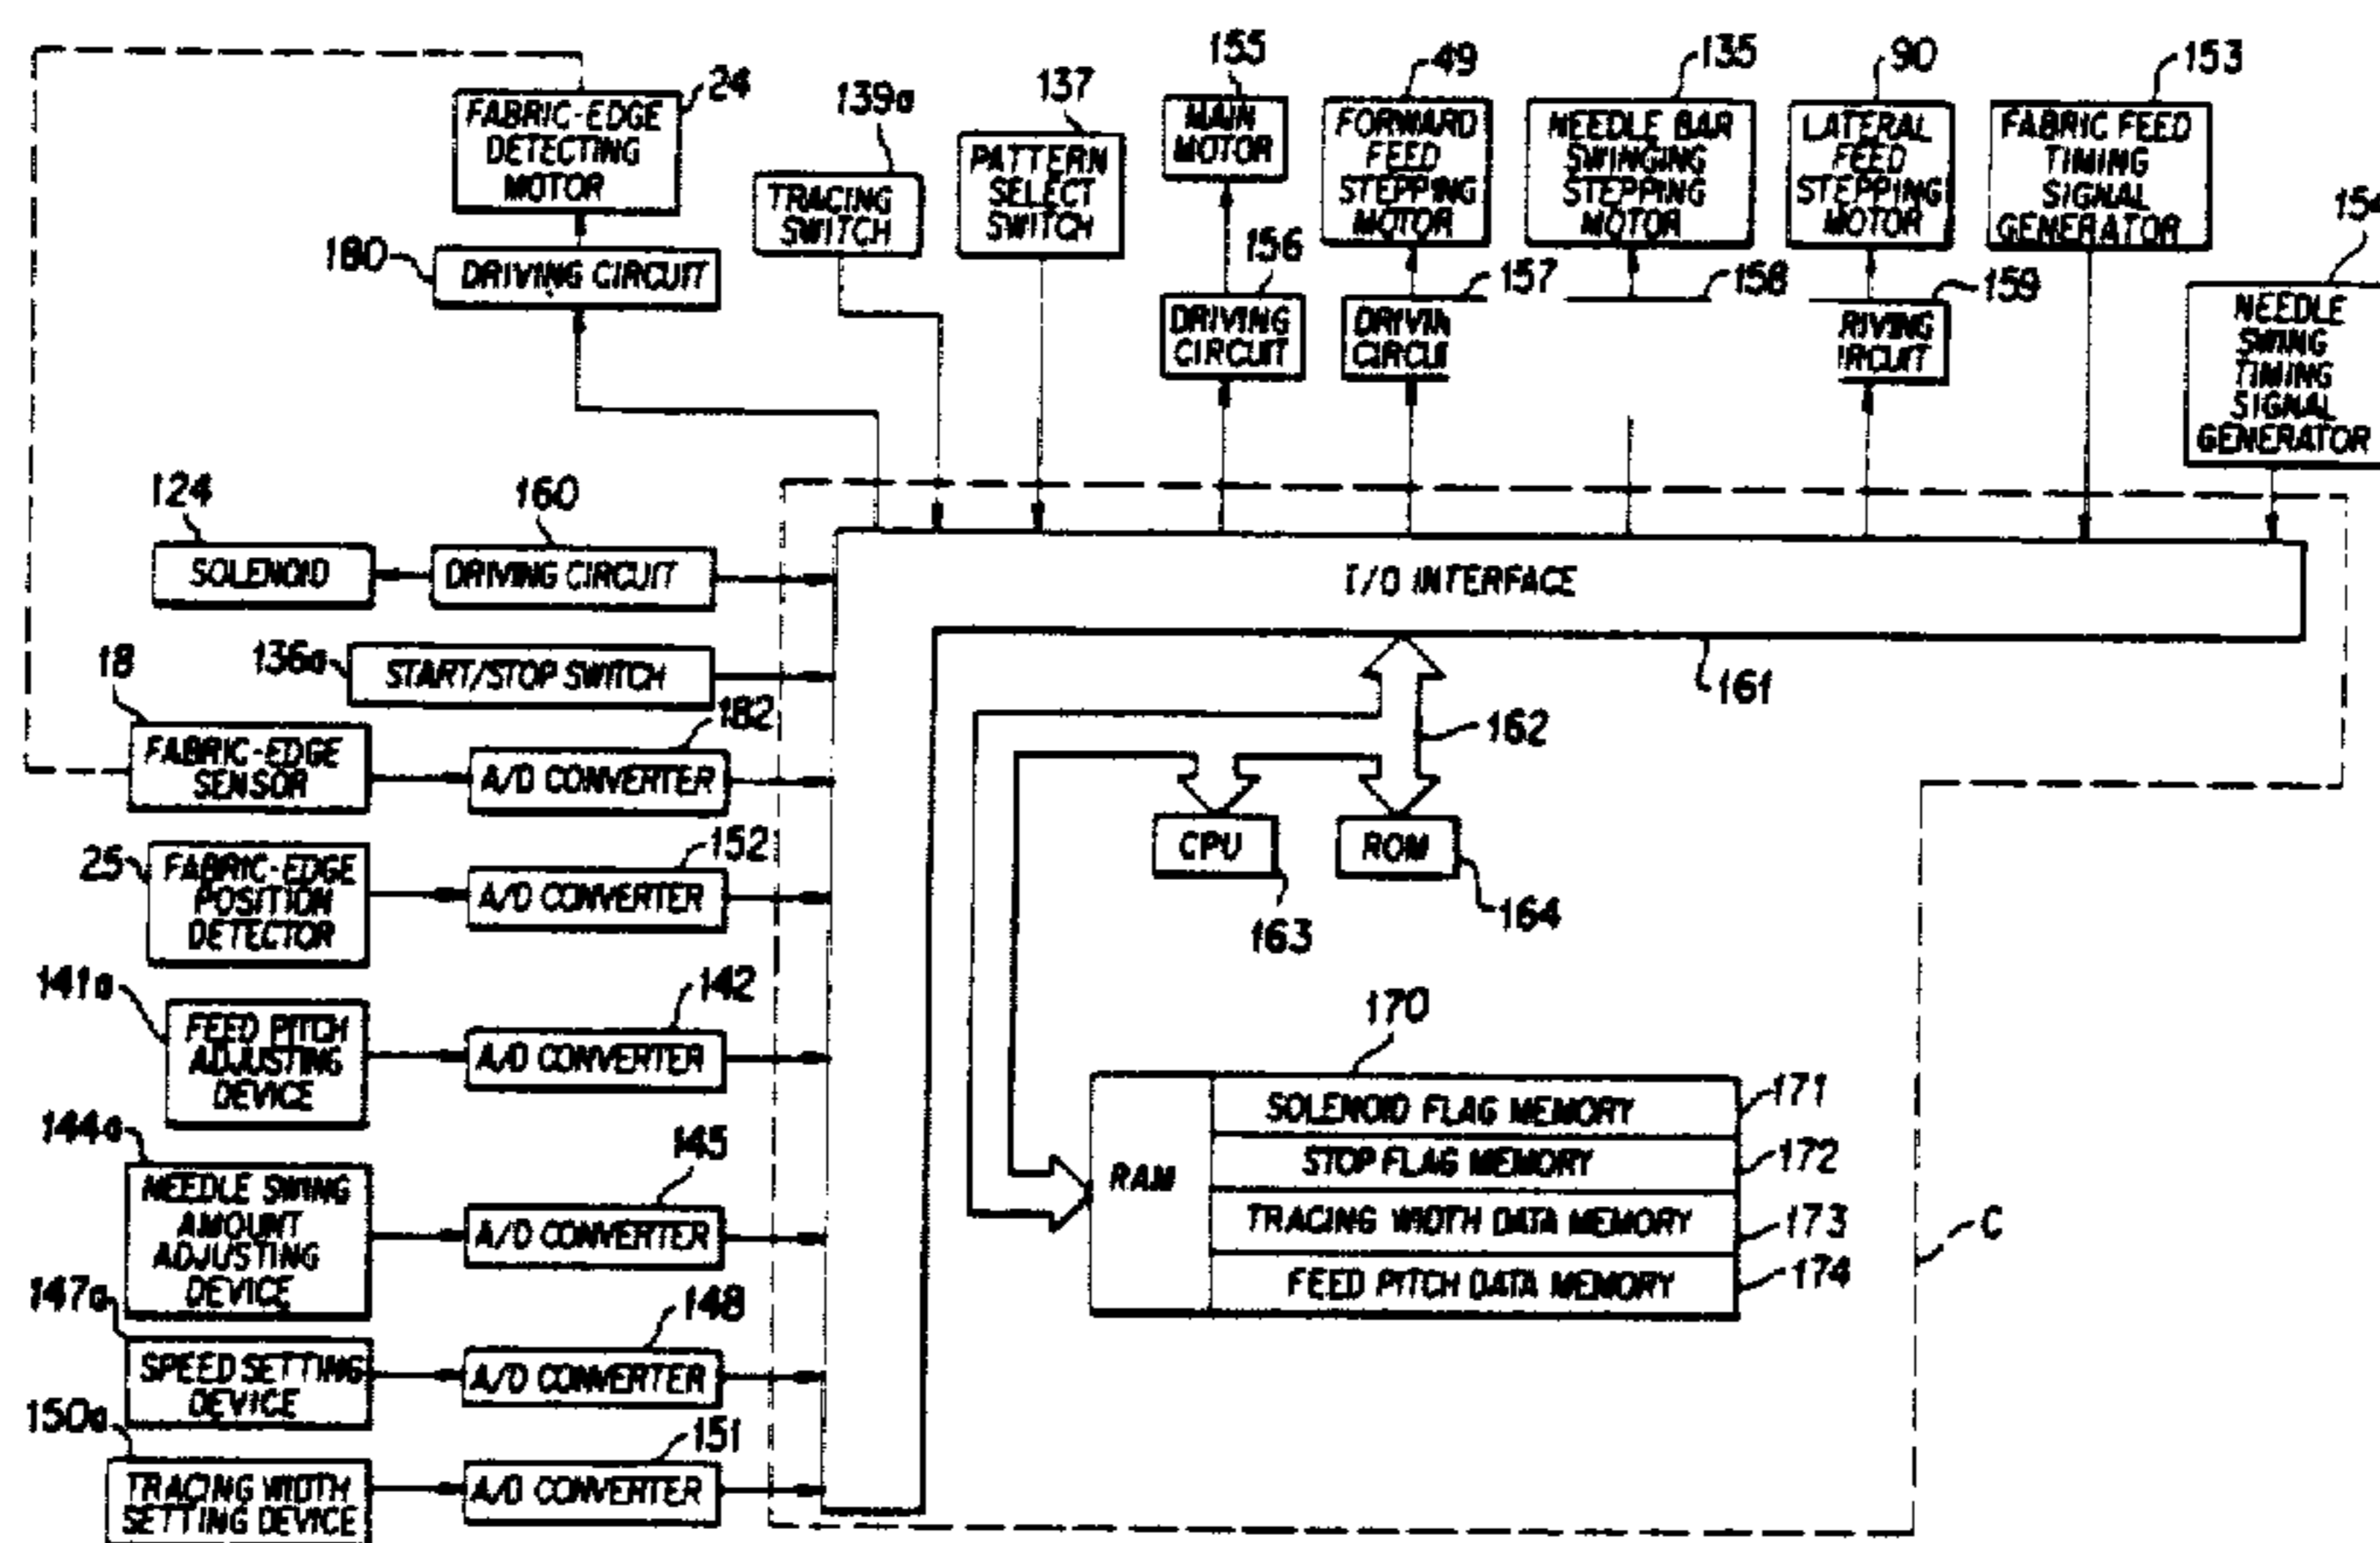 155
49
135
90
153
24
139a
137
FABRIC-EDGE
DETECTING
MOTOR
TRACING
SWITCH
PATTERN
SELECT
SWITCH
MAIN
MOTOR
FORWARD
FEED
STEPPING
MOTOR
NEEDLE BAR
SWINGING
STEPPING
MOTOR
LATERAL
FEED
STEPPING
MOTOR
FABRIC FEED
TIMING
SIGNAL
GENERATOR
154
180
DRIVING CIRCUIT
156
157
158
159
DRIVING
CIRCUIT
DRIVIN
CIRCUI
RIVING
IRCUIT
NEEDLE
SWING
TIMING
SIGNAL
GENERATOR
124
160
SOLENOID
DRIVING CIRCUIT
I/O INTERFACE
136a
START/STOP SWITCH
161
18
182
162
FABRIC-EDGE
SENSOR
A/D CONVERTER
25
152
FABRIC-EDGE
POSITION
DETECTOR
A/D CONVERTER
CPU
ROM
163
164
141a
142
FEED PITCH
ADJUSTING
DEVICE
A/D CONVERTER
170
RAM
SOLENOID FLAG MEMORY
171
STOP FLAG MEMORY
172
TRACING WIDTH DATA MEMORY
173
FEED PITCH DATA MEMORY
174
C
144a
145
NEEDLE SWING
AMOUNT
ADJUSTING
DEVICE
A/D CONVERTER
147a
148
SPEED SETTING
DEVICE
A/D CONVERTER
150a
151
TRACING WIDTH
SETTING DEVICE
A/D CONVERTER